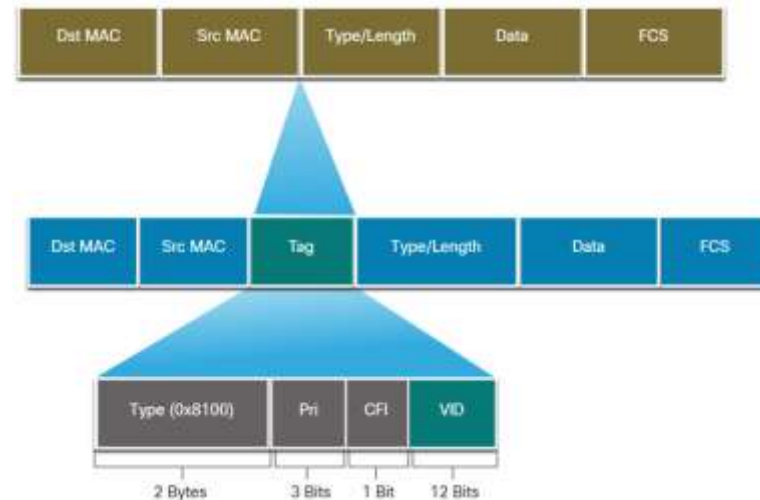 Dst MAC Src MAC Type/Length Data FCS
Dst MAC Src MAC Tag Type/Length Data FCS
Type (0x8100) Pri CFI VID
2 Bytes 3 Bits 1 Bit 12 Bits